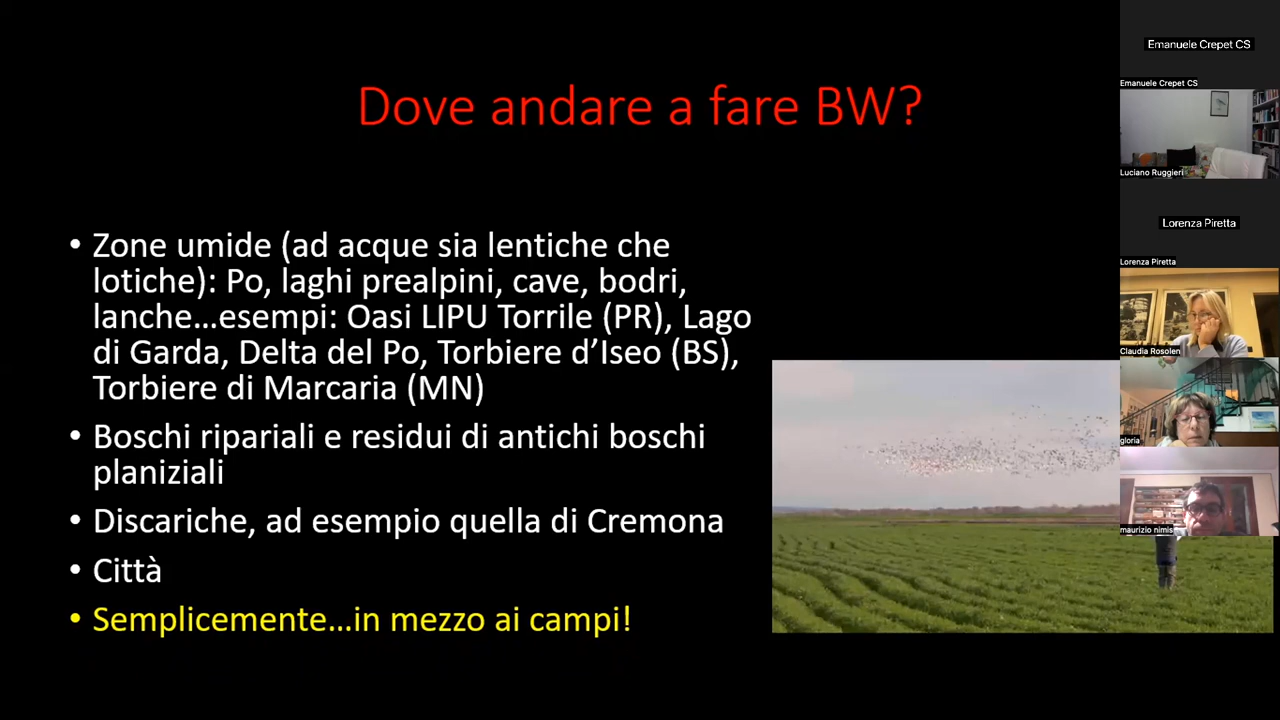 Dove andare a fare BW?
• Zone umide (ad acque sia lentiche che
lotiche): Po, laghi prealpini, cave, bodri,
lanche…esempi: Oasi LIPU Torrile (PR), Lago
di Garda, Delta del Po, Torbiere d’Iseo (BS),
Torbiere di Marcaria (MN)
• Boschi ripariali e residui di antichi boschi
planiziali
• Discariche, ad esempio quella di Cremona
• Città
• Semplicemente…in mezzo ai campi!
Emanuele Crepet CS
Emanuele Crepet CS
Luciano Ruggieri
Lorenza Piretta
Lorenza Piretta
Claudia Rosolen
gloria
maurizio nimis